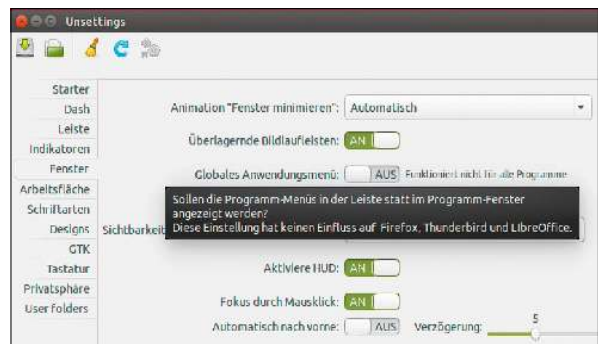 Unsettings
Starter
Dash
Leiste
Indikatoren
Fenster
Arbeitsfläche
Schriftarten
Designs
GTK
Tastatur
Privatsphäre
User folders
Animation "Fenster minimieren": Automatisch
Überlagernde Bildlaufleisten: AN
Globales Anwendungsmenü: AUS Funktioniert nicht für alle Programme
Sollen die Programm-Menüs in der Leiste statt im Programm-Fenster
angezeigt werden?
Diese Einstellung hat keinen Einfluss auf Firefox, Thunderbird und LibreOffice.
Sichtbarkeit
Aktiviere HUD: AN
Fokus durch Mausklick: AN
Automatisch nach vorne: AUS Verzögerung: 5